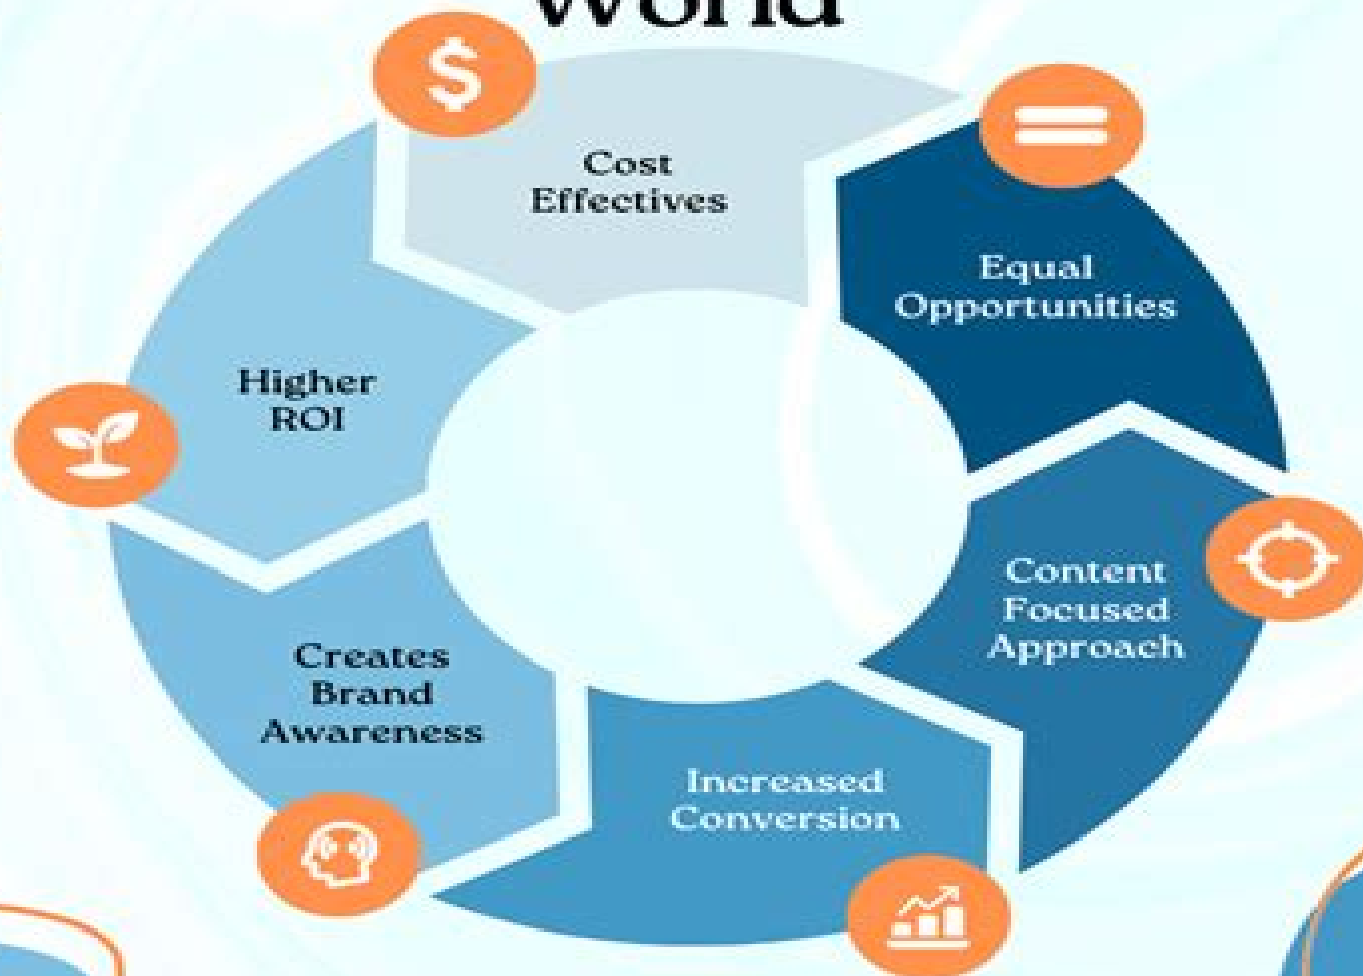 World
Cost
Effectives
Equal
Opportunities
Content
Focused
Approach
Increased
Conversion
Creates
Brand
Awareness
Higher
ROI